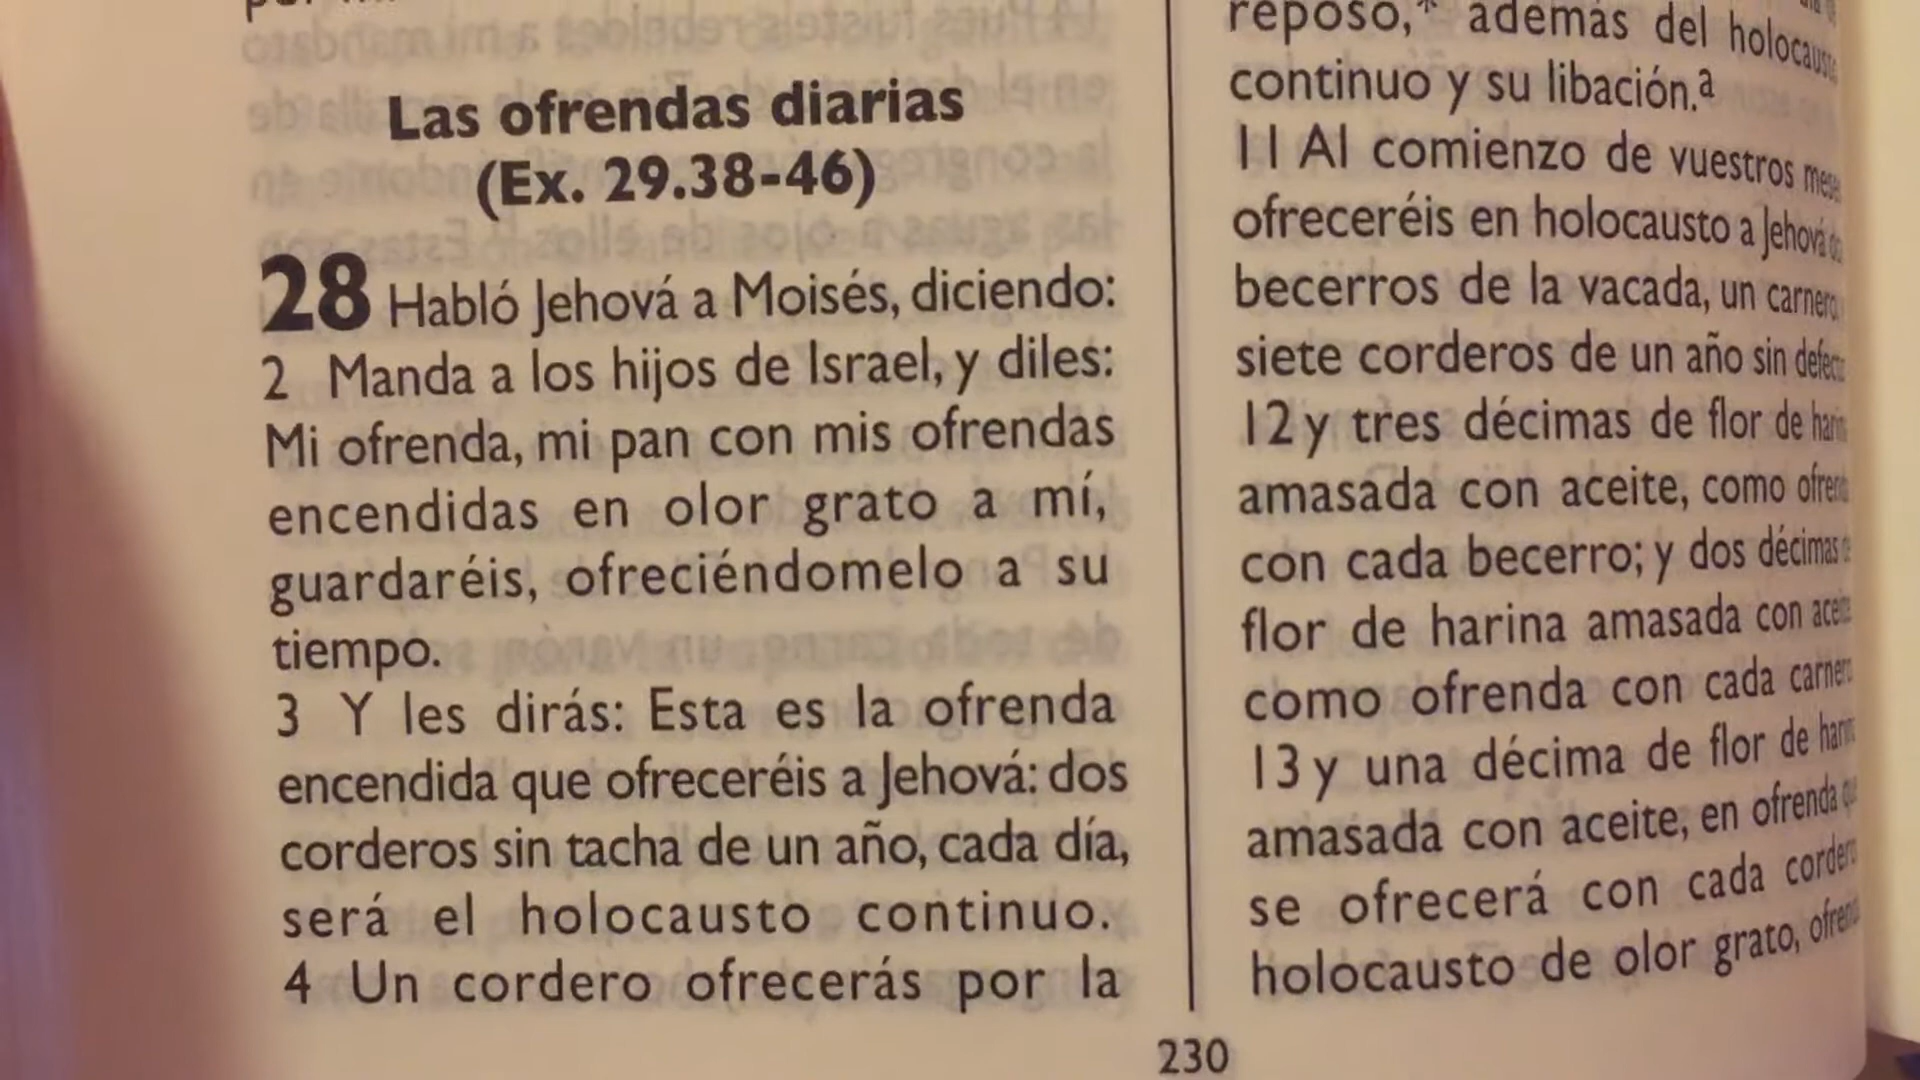 Las ofrendas diarias
(Ex. 29.38-46)
28 Habló Jehová a Moisés, diciendo:
2 Manda a los hijos de Israel, y diles:
Mi ofrenda, mi pan con mis ofrendas
encendidas en olor grato a mí,
guardaréis, ofreciéndomelo a su
tiempo.
3 Y les dirás: Esta es la ofrenda
encendida que ofreceréis a Jehová: dos
corderos sin tacha de un año, cada día,
será el holocausto continuo.
4 Un cordero ofrecerás por la
reposo,* además del
continuo y su libación.a
11 Al comienzo de vuestros
ofreceréis en holocausto a Jehová
becerros de la vacada, un carnero
siete corderos de un año sin
12 y tres décimas de flor de
amasada con aceite, como
con cada becerro; y dos décimas
flor de harina amasada con
como ofrenda con cada
13 y una décima de flor de
amasada con aceite, en ofrenda
se ofrecerá con cada
holocausto de olor grato,
230